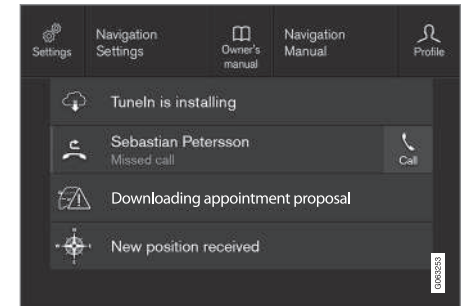 Settings
Navigation
Settings
Owner's
manual
Navigation
Manual
Profile
TuneIn is installing
Sebastian Petersson
Missed call
Call
Downloading appointment proposal
New position received
G063253